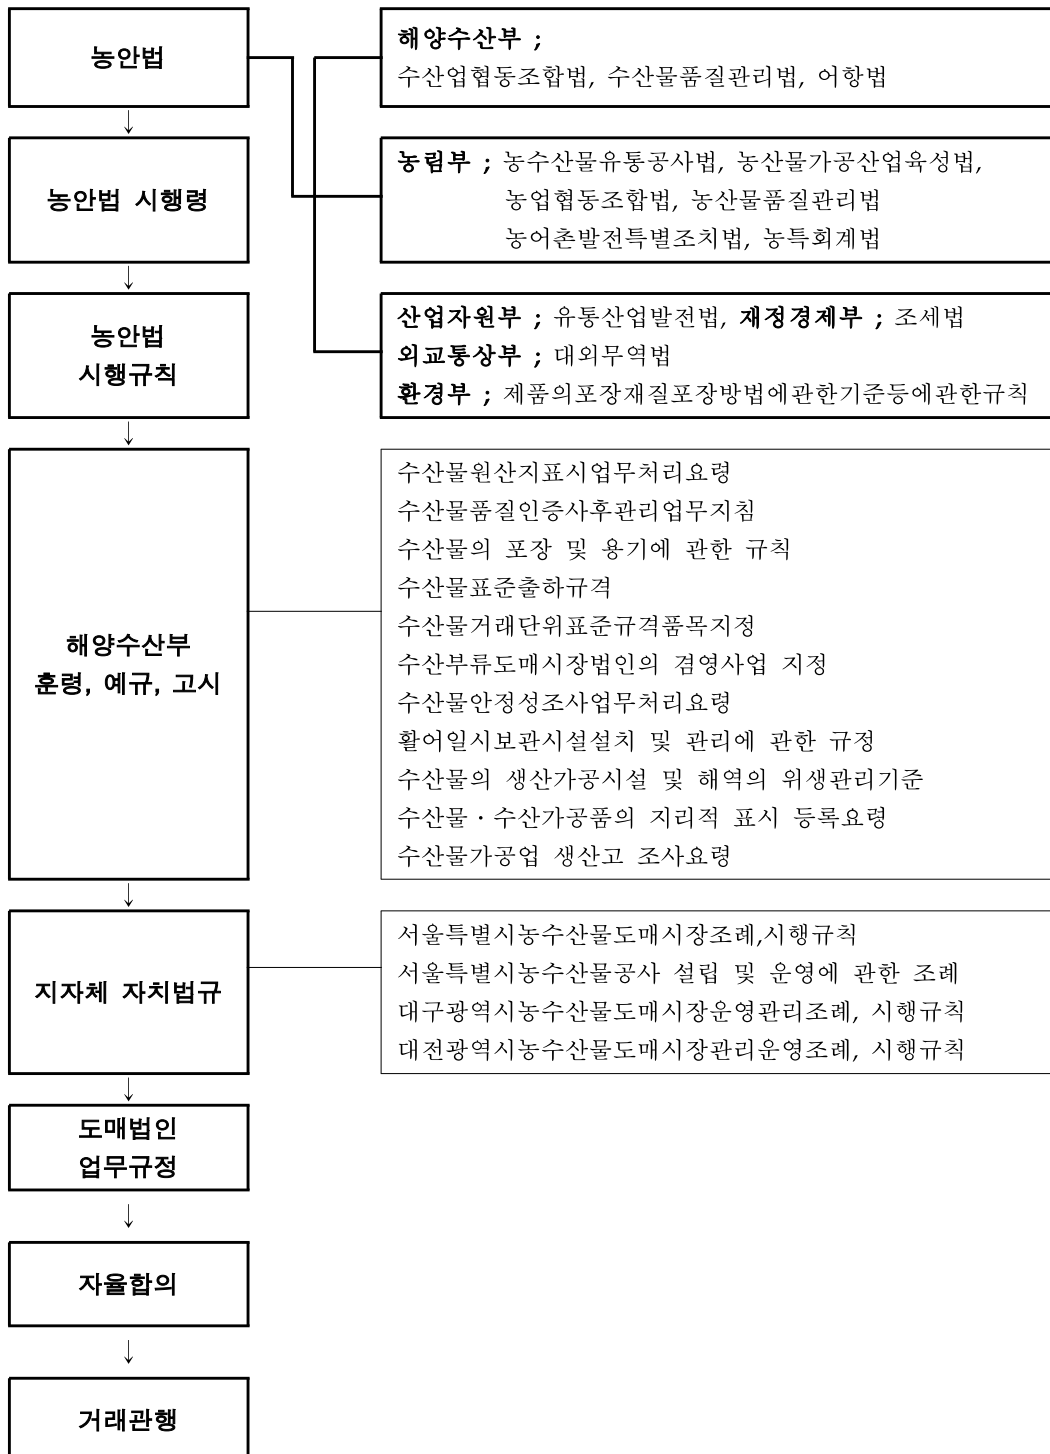 농안법
해양수산부 ;
수산업협동조합법, 수산물품질관리법, 어항법
↓
농안법 시행령
농림부 ; 농수산물유통공사법, 농산물가공산업육성법,
농업협동조합법, 농산물품질관리법
농어촌발전특별조치법, 농특회계법
↓
농안법
시행규칙
산업자원부 ; 유통산업발전법, 재정경제부 ; 조세법
외교통상부 ; 대외무역법
환경부 ; 제품의포장재질포장방법에관한기준등에관한규칙
↓
해양수산부
훈령, 예규, 고시
수산물원산지표시업무처리요령
수산물품질인증사후관리업무지침
수산물의 포장 및 용기에 관한 규칙
수산물표준출하규격
수산물거래단위표준규격품목지정
수산부류도매시장법인의 겸영사업 지정
수산물안정성조사업무처리요령
활어일시보관시설설치 및 관리에 관한 규정
수산물의 생산가공시설 및 해역의 위생관리기준
수산물·수산가공품의 지리적 표시 등록요령
수산물가공업 생산고 조사요령
↓
지자체 자치법규
서울특별시농수산물도매시장조례,시행규칙
서울특별시농수산물공사 설립 및 운영에 관한 조례
대구광역시농수산물도매시장운영관리조례, 시행규칙
대전광역시농수산물도매시장관리운영조례, 시행규칙
↓
도매법인
업무규정
↓
자율합의
↓
거래관행